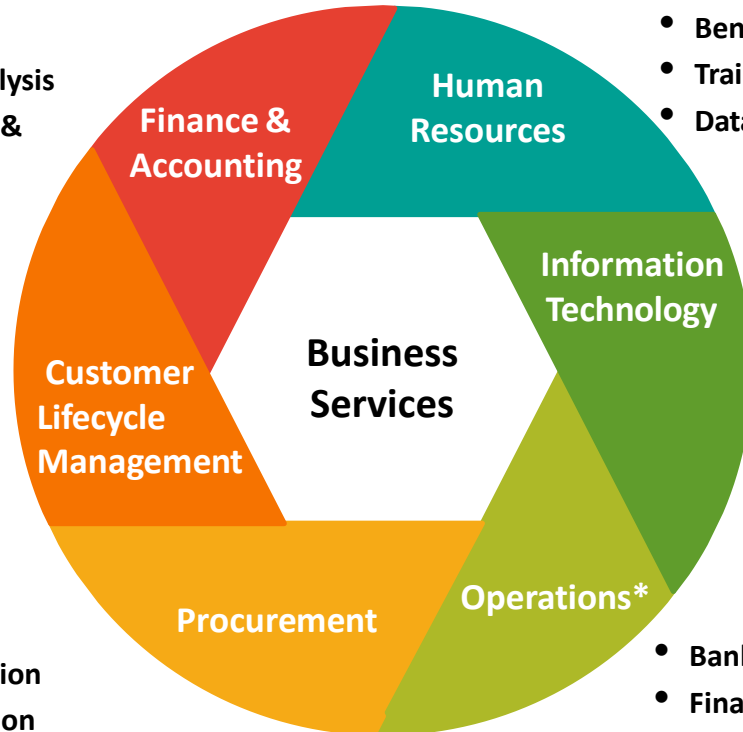 Human
Resources
Finance &
Accounting
Information
Technology
Business
Services
Customer
Lifecycle
Management
Operations*
Procurement
&